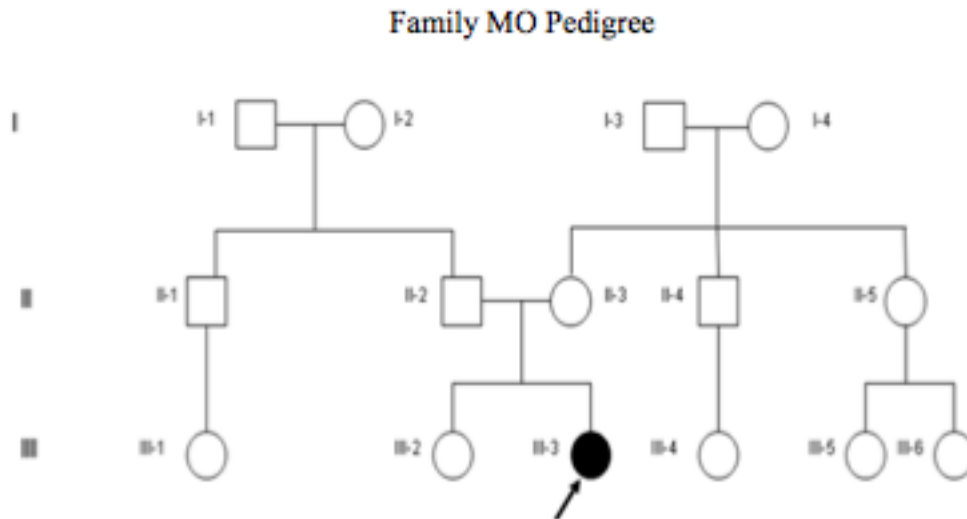 Family MO Pedigree
I I-1 I-2 I-3 I-4
II II-1 II-2 II-3 II-4 II-5
III III-1 III-2 III-3 III-4 III-5 III-6